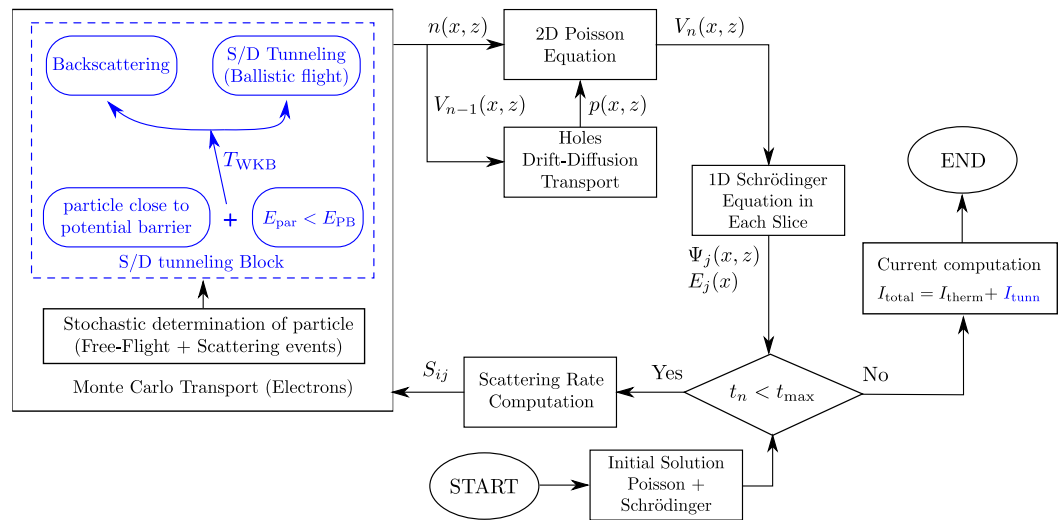 Backscattering
S/D Tunneling
(Ballistic flight)
T_WKB
particle close to
potential barrier
+
E_par < E_PB
S/D tunneling Block
Stochastic determination of particle
(Free-Flight + Scattering events)
Monte Carlo Transport (Electrons)
n(x, z)
V_{n−1}(x, z)
2D Poisson
Equation
p(x, z)
Holes
Drift-Diffusion
Transport
V_n(x, z)
1D Schrödinger
Equation in
Each Slice
Ψ_j(x, z)
E_j(x)
t_n < t_max
Yes
No
Scattering Rate
Computation
S_{ij}
START
Initial Solution
Poisson +
Schrödinger
Current computation
I_total = I_therm + I_tunn
END